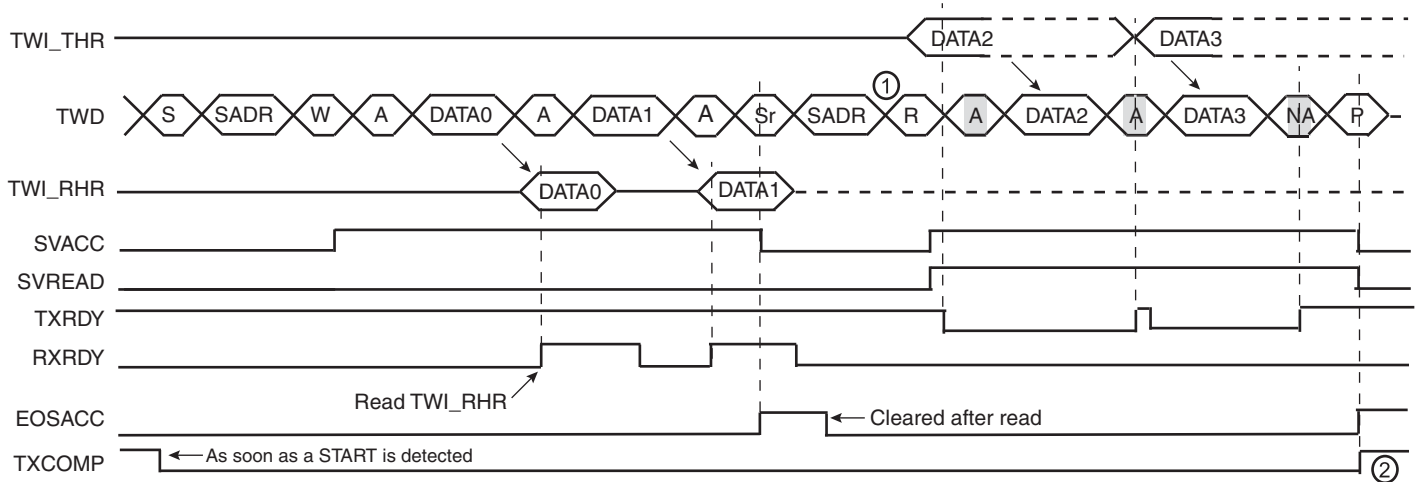 TWI_THR DATA2 DATA3
①
TWD S SADR W A DATA0 A DATA1 A Sr SADR R A DATA2 A DATA3 NA P
TWI_RHR DATA0 DATA1
SVACC
SVREAD
TXRDY
RXRDY
Read TWI_RHR
EOSACC Cleared after read
TXCOMP As soon as a START is detected ②